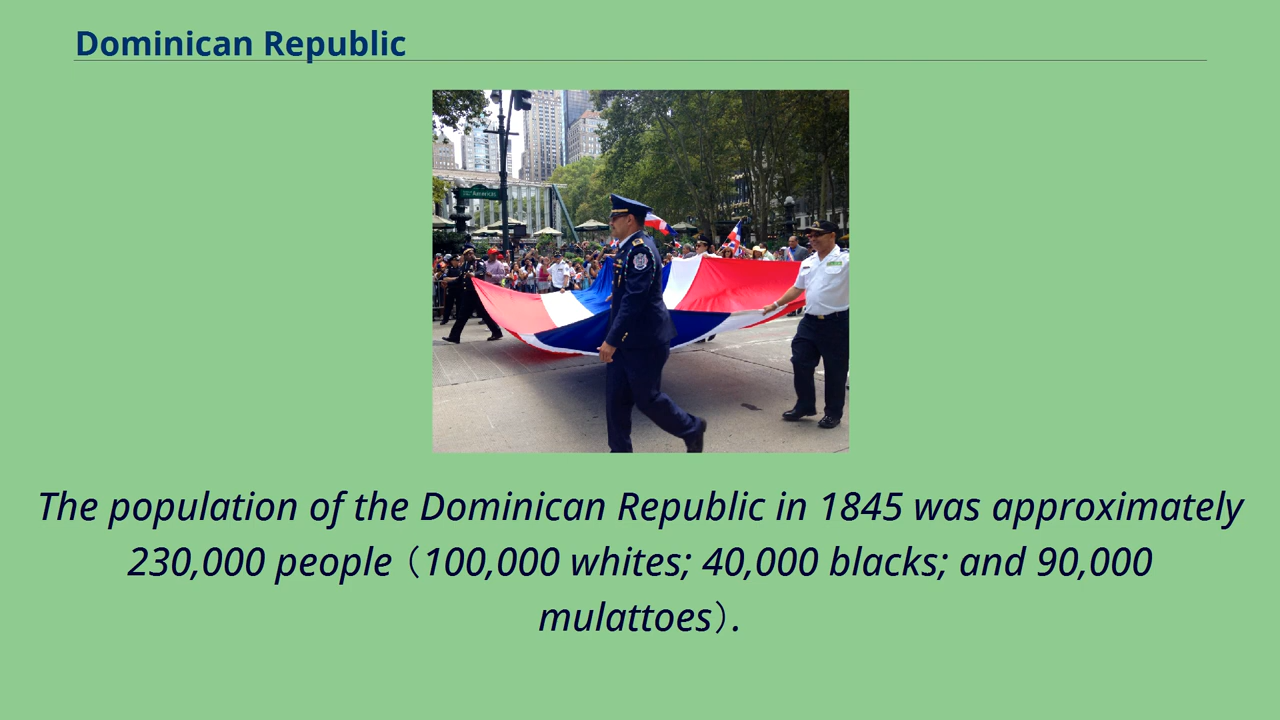 Dominican Republic
Americas
The population of the Dominican Republic in 1845 was approximately
230,000 people（100,000 whites; 40,000 blacks; and 90,000
mulattoes）.